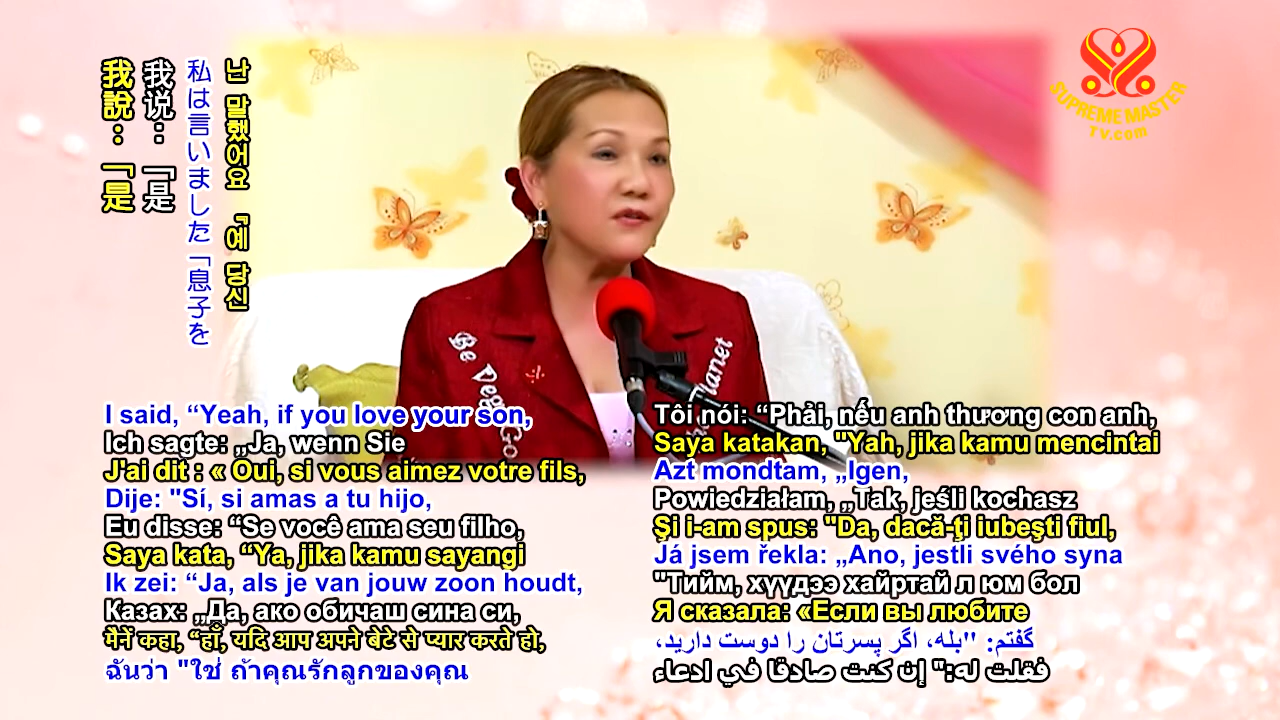 我說：「是
我说：「是
私は言いました「息子を
난 말했어요 『예 당신
SUPREME MASTER
TV.com
Be Veg
Go
Planet
I said, “Yeah, if you love your son,
Ich sagte: „Ja, wenn Sie
J'ai dit : « Oui, si vous aimez votre fils,
Dije: "Sí, si amas a tu hijo,
Eu disse: “Se você ama seu filho,
Saya kata, “Ya, jika kamu sayangi
Ik zei: “Ja, als je van jouw zoon houdt,
Казах: „Да, ако обичаш сина си,
मैंनें कहा, “हाँ, यदि आप अपने बेटे से प्यार करते हो,
ฉันว่า "ใช่ ถ้าคุณรักลูกของคุณ
Tôi nói: “Phải, nếu anh thương con anh,
Saya katakan, "Yah, jika kamu mencintai
Azt mondtam, „Igen,
Powiedziałam, „Tak, jeśli kochasz
Şi i-am spus: "Da, dacă-ţi iubeşti fiul,
Já jsem řekla: „Ano, jestli svého syna
"Тийм, хүүдээ хайртай л юм бол
Я сказала: «Если вы любите
گفتم: "بله، اگر پسرتان را دوست دارید،
فقلت له:" إن كنت صادقا في ادعاء